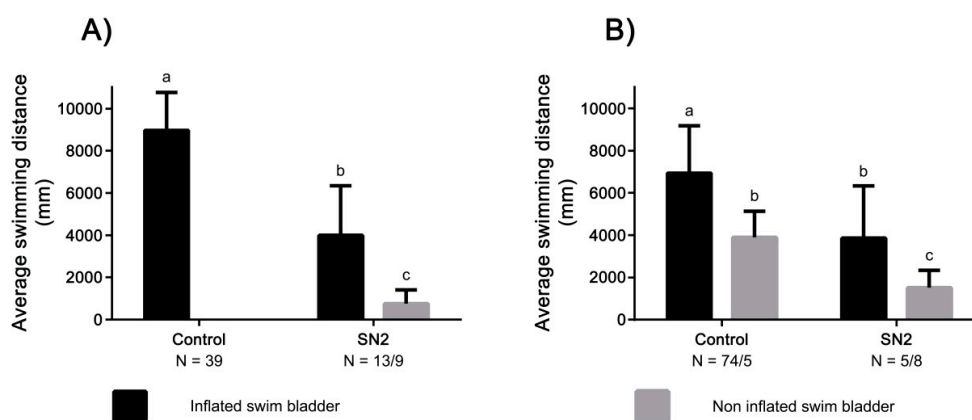 A)
a
10000
8000
6000
4000
2000
0
Average swimming distance
(mm)
b
c
Control
SN2
N = 39
N = 13/9
B)
a
10000
8000
6000
4000
2000
0
Average swimming distance
(mm)
b
b
c
Control
SN2
N = 74/5
N = 5/8
Inflated swim bladder
Non inflated swim bladder